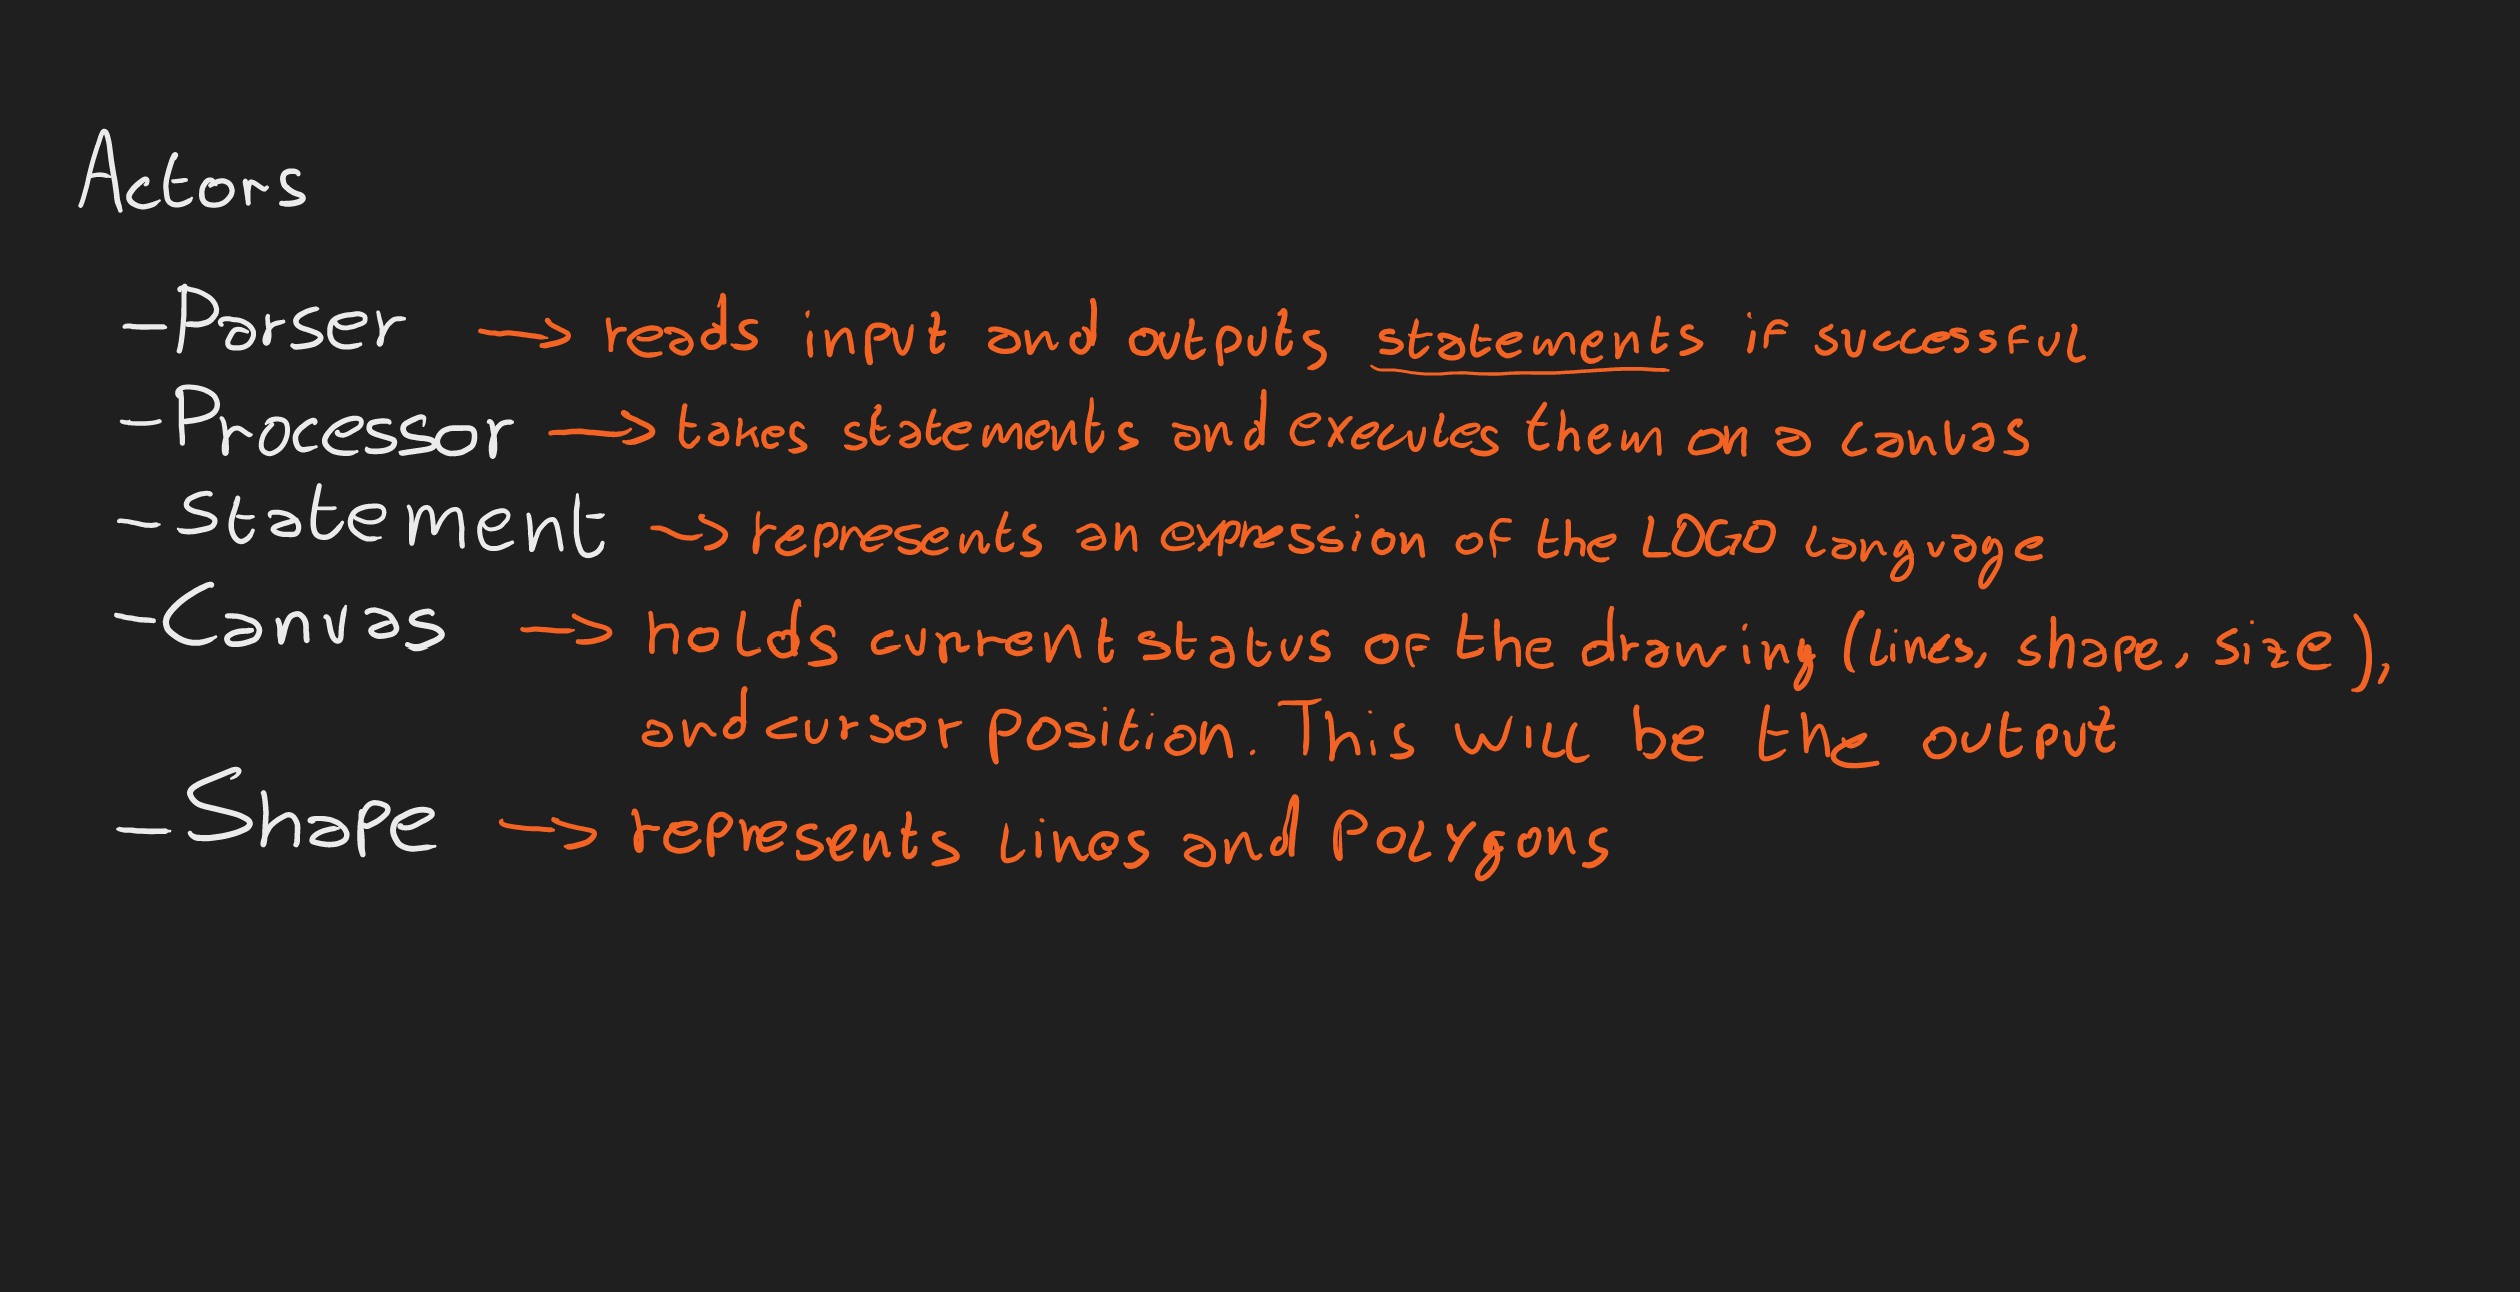 Actors
-Parser -> reads input and outputs statements if successful
-Processor -> takes statements and executes them on a canvas
-Statement -> represents an expression of the LOGO language
-Canvas -> holds current status of the drawing (lines, shape, size),
and cursor position. This will be the output
-Shape -> represents lines and Polygons